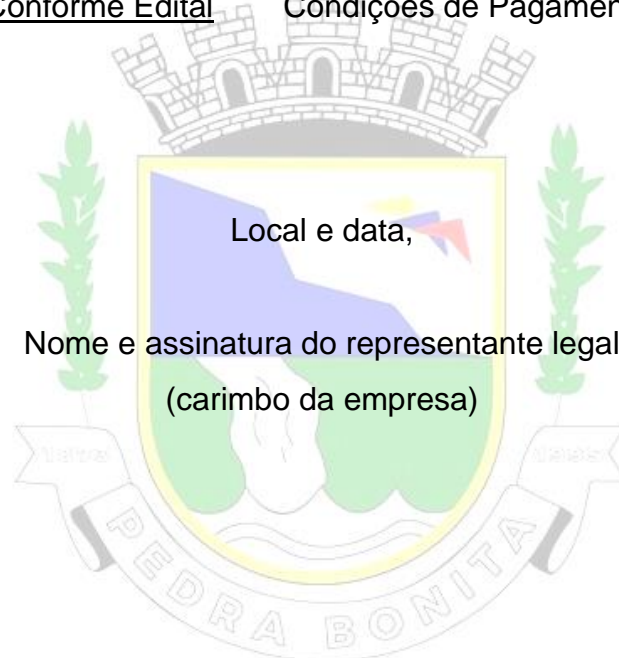 Conforme Edital Condições de Pagamen
Local e data,
Nome e assinatura do representante legal
(carimbo da empresa)
PEDRA BONITA